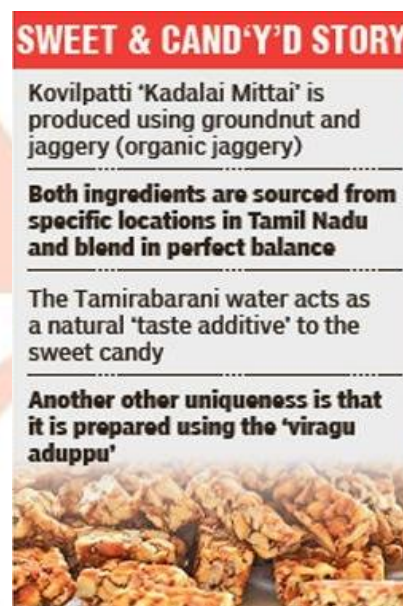 SWEET & CAND‘Y’D STORY
Kovilpatti ‘Kadalai Mittai’ is
produced using groundnut and
jaggery (organic jaggery)
Both ingredients are sourced from
specific locations in Tamil Nadu
and blend in perfect balance
The Tamirabarani water acts as
a natural ‘taste additive’ to the
sweet candy
Another other uniqueness is that
it is prepared using the ‘viragu
aduppu’